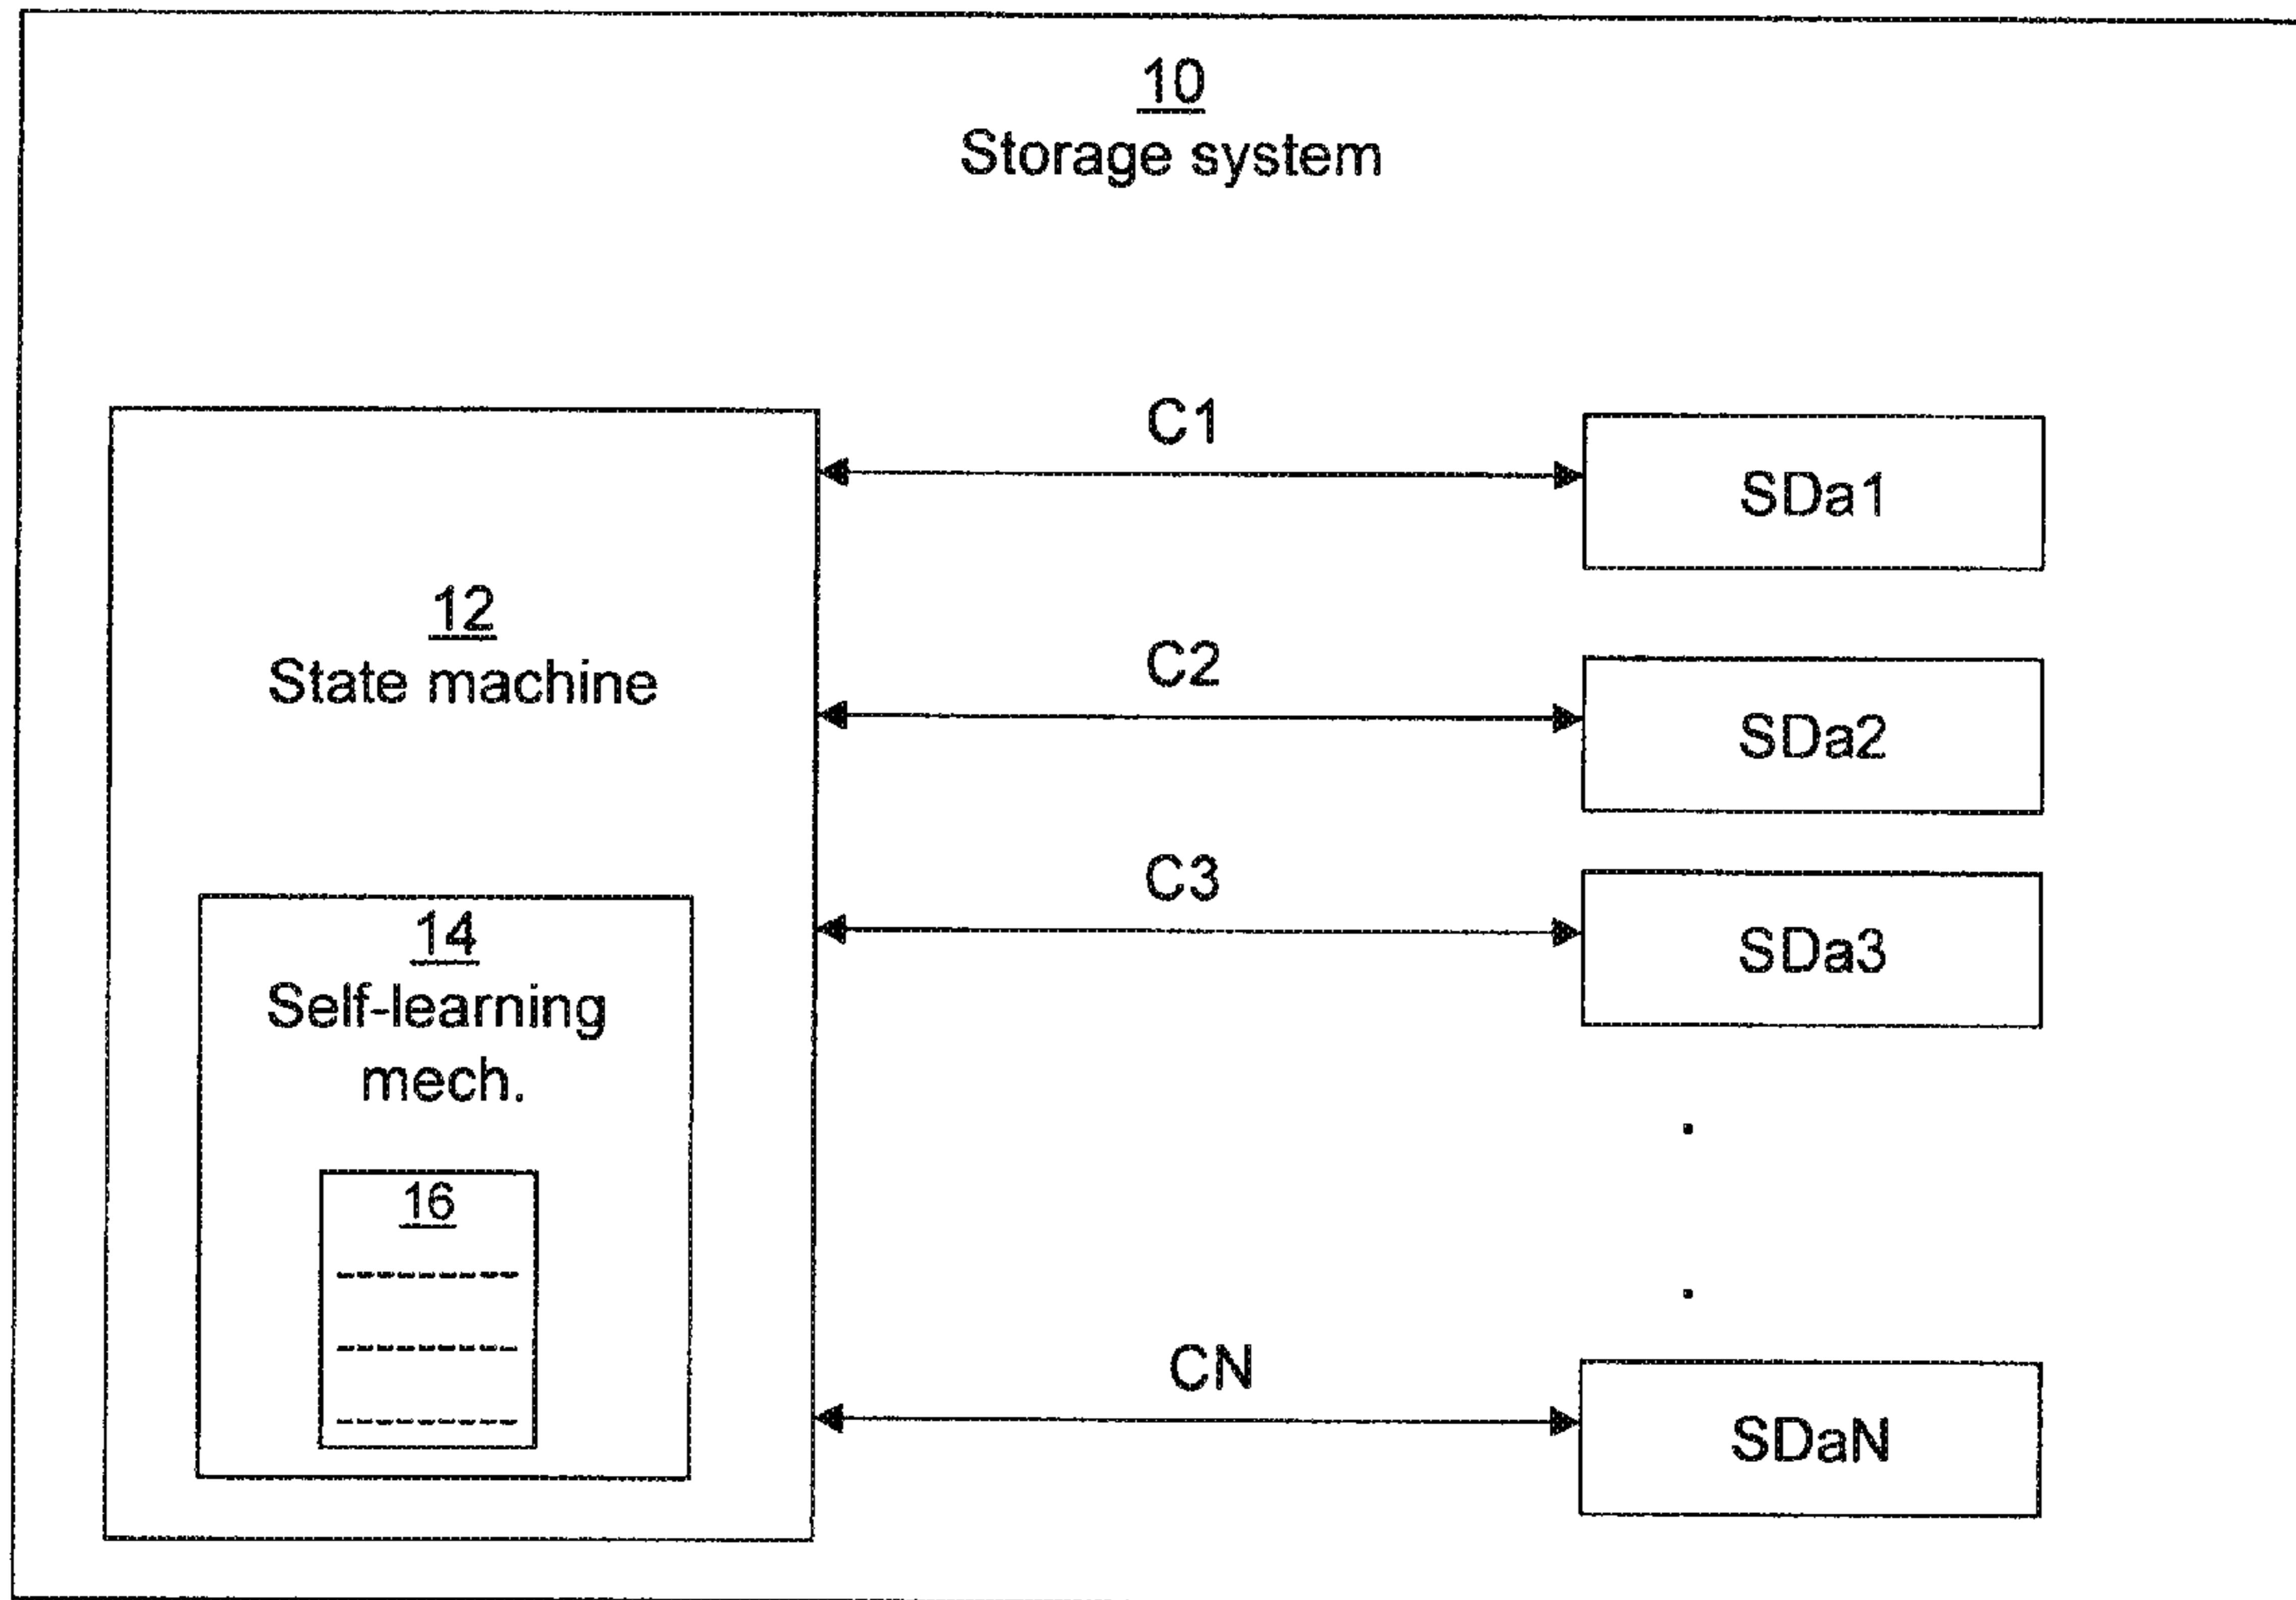 10
Storage system
C1
SDa1
12
State machine
C2
SDa2
C3
SDa3
14
Self-learning
mech.
16
CN
SDaN